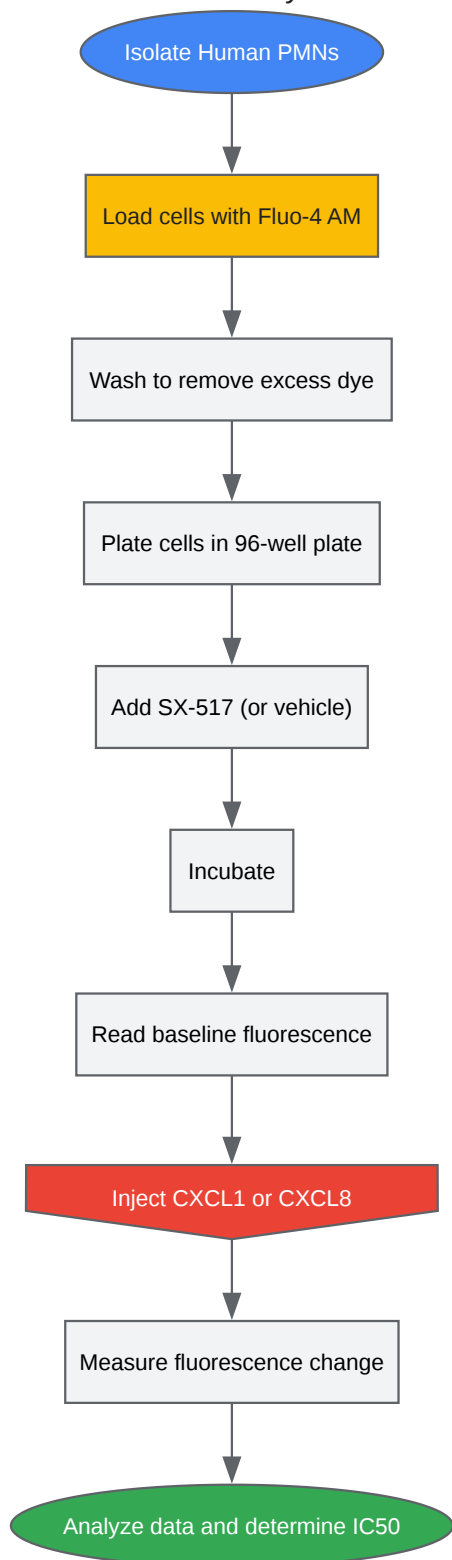 Isolate Human PMNs
Load cells with Fluo-4 AM
Wash to remove excess dye
Plate cells in 96-well plate
Add SX-517 (or vehicle)
Incubate
Read baseline fluorescence
Inject CXCL1 or CXCL8
Measure fluorescence change
Analyze data and determine IC50